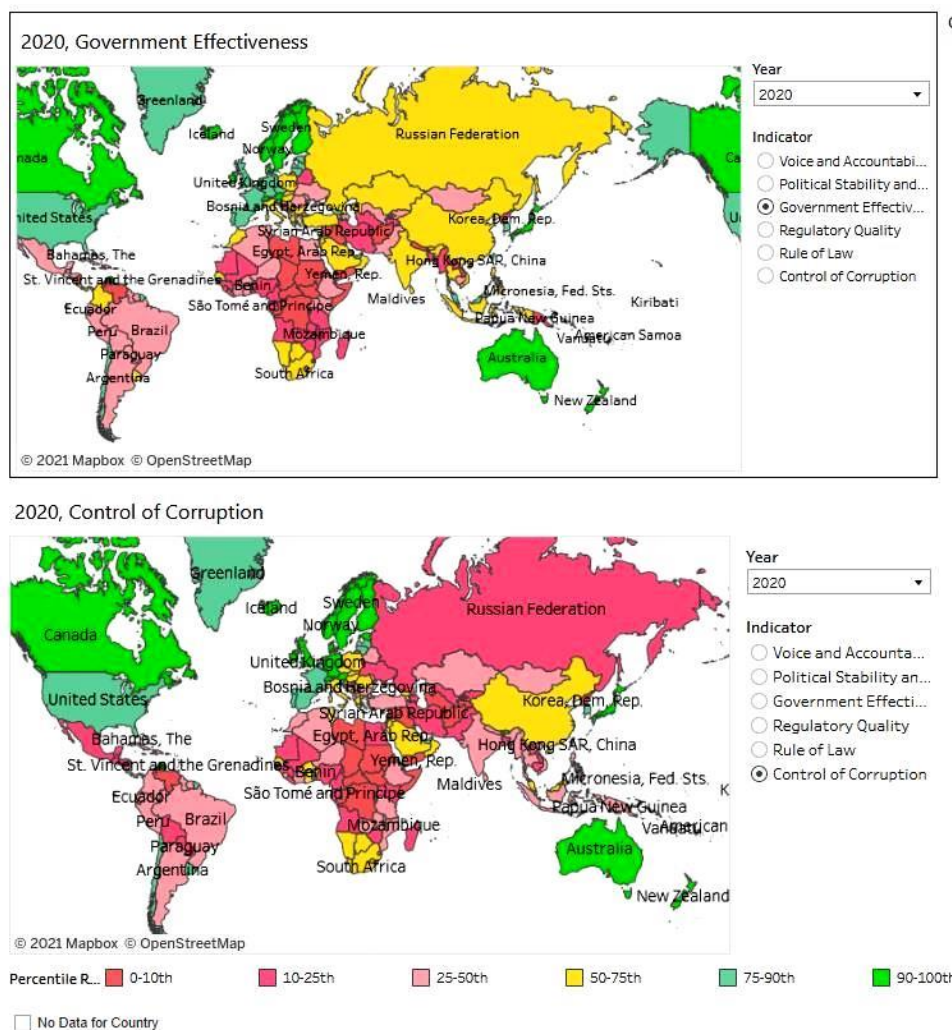 2020, Government Effectiveness
Greenland
Iceland
Sweden
Norway
Russian Federation
nada
Ca
United Kingdom
nited States
Bosnia and Herzegovina
Korea, Dem. Rep.
Syrian Arab Republic
Bahamas, The
Egypt, Arab Rep.
Hong Kong SAR, China
St. Vincent and the Grenadines
Benin
Yemen, Rep.
Maldives
Micronesia, Fed. Sts.
Kiribati
Ecuador
São Tomé and Principe
Papua New Guinea
Peru
Brazil
Mozambique
Vanuatu
American Samoa
Paraguay
Australia
Argentina
South Africa
New Zealand
© 2021 Mapbox © OpenStreetMap
Year
2020
Indicator
Voice and Accountabi...
Political Stability and...
Government Effectiv...
Regulatory Quality
Rule of Law
Control of Corruption
2020, Control of Corruption
Greenland
Iceland
Sweden
Norway
Russian Federation
Canada
United Kingdom
United States
Bosnia and Herzegovina
Korea, Dem. Rep.
Syrian Arab Republic
Bahamas, The
Egypt, Arab Rep.
Hong Kong SAR, China
St. Vincent and the Grenadines
Benin
Yemen, Rep.
Maldives
Micronesia, Fed. Sts.
K
Ecuador
São Tomé and Principe
Papua New Guinea
Peru
Brazil
Mozambique
Vanuatu
American
Paraguay
Australia
Argentina
South Africa
New Zealand
© 2021 Mapbox © OpenStreetMap
Year
2020
Indicator
Voice and Accounta...
Political Stability an...
Government Effecti...
Regulatory Quality
Rule of Law
Control of Corruption
Percentile R... 0-10th 10-25th 25-50th 50-75th 75-90th 90-100th
No Data for Country